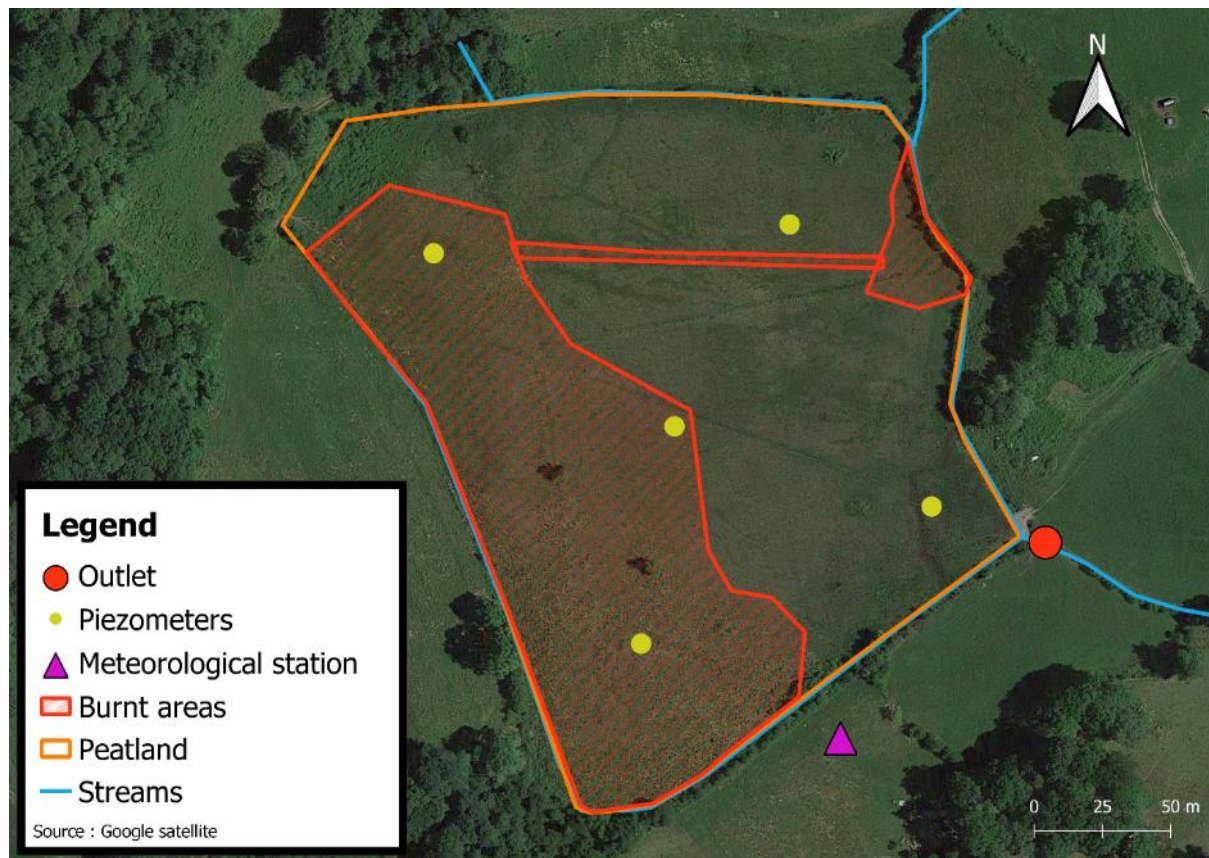 N
Legend
Outlet
Piezometers
Meteorological station
Burnt areas
Peatland
Streams
Source : Google satellite
0 25 50 m